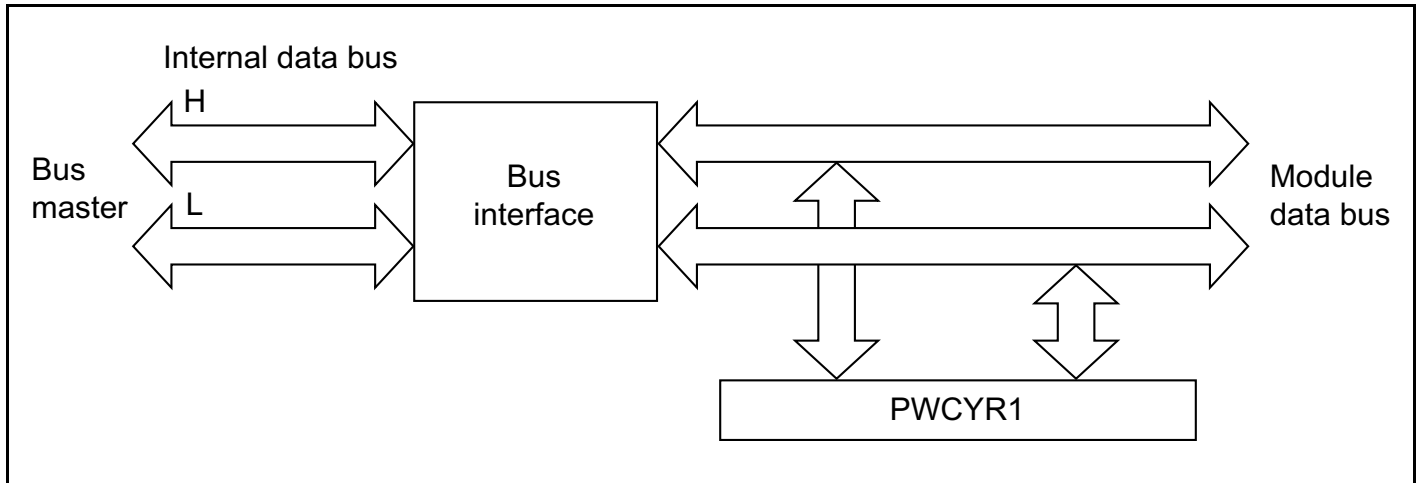 Internal data bus
H
Bus
master
L
Bus
interface
Module
data bus
PWCYR1